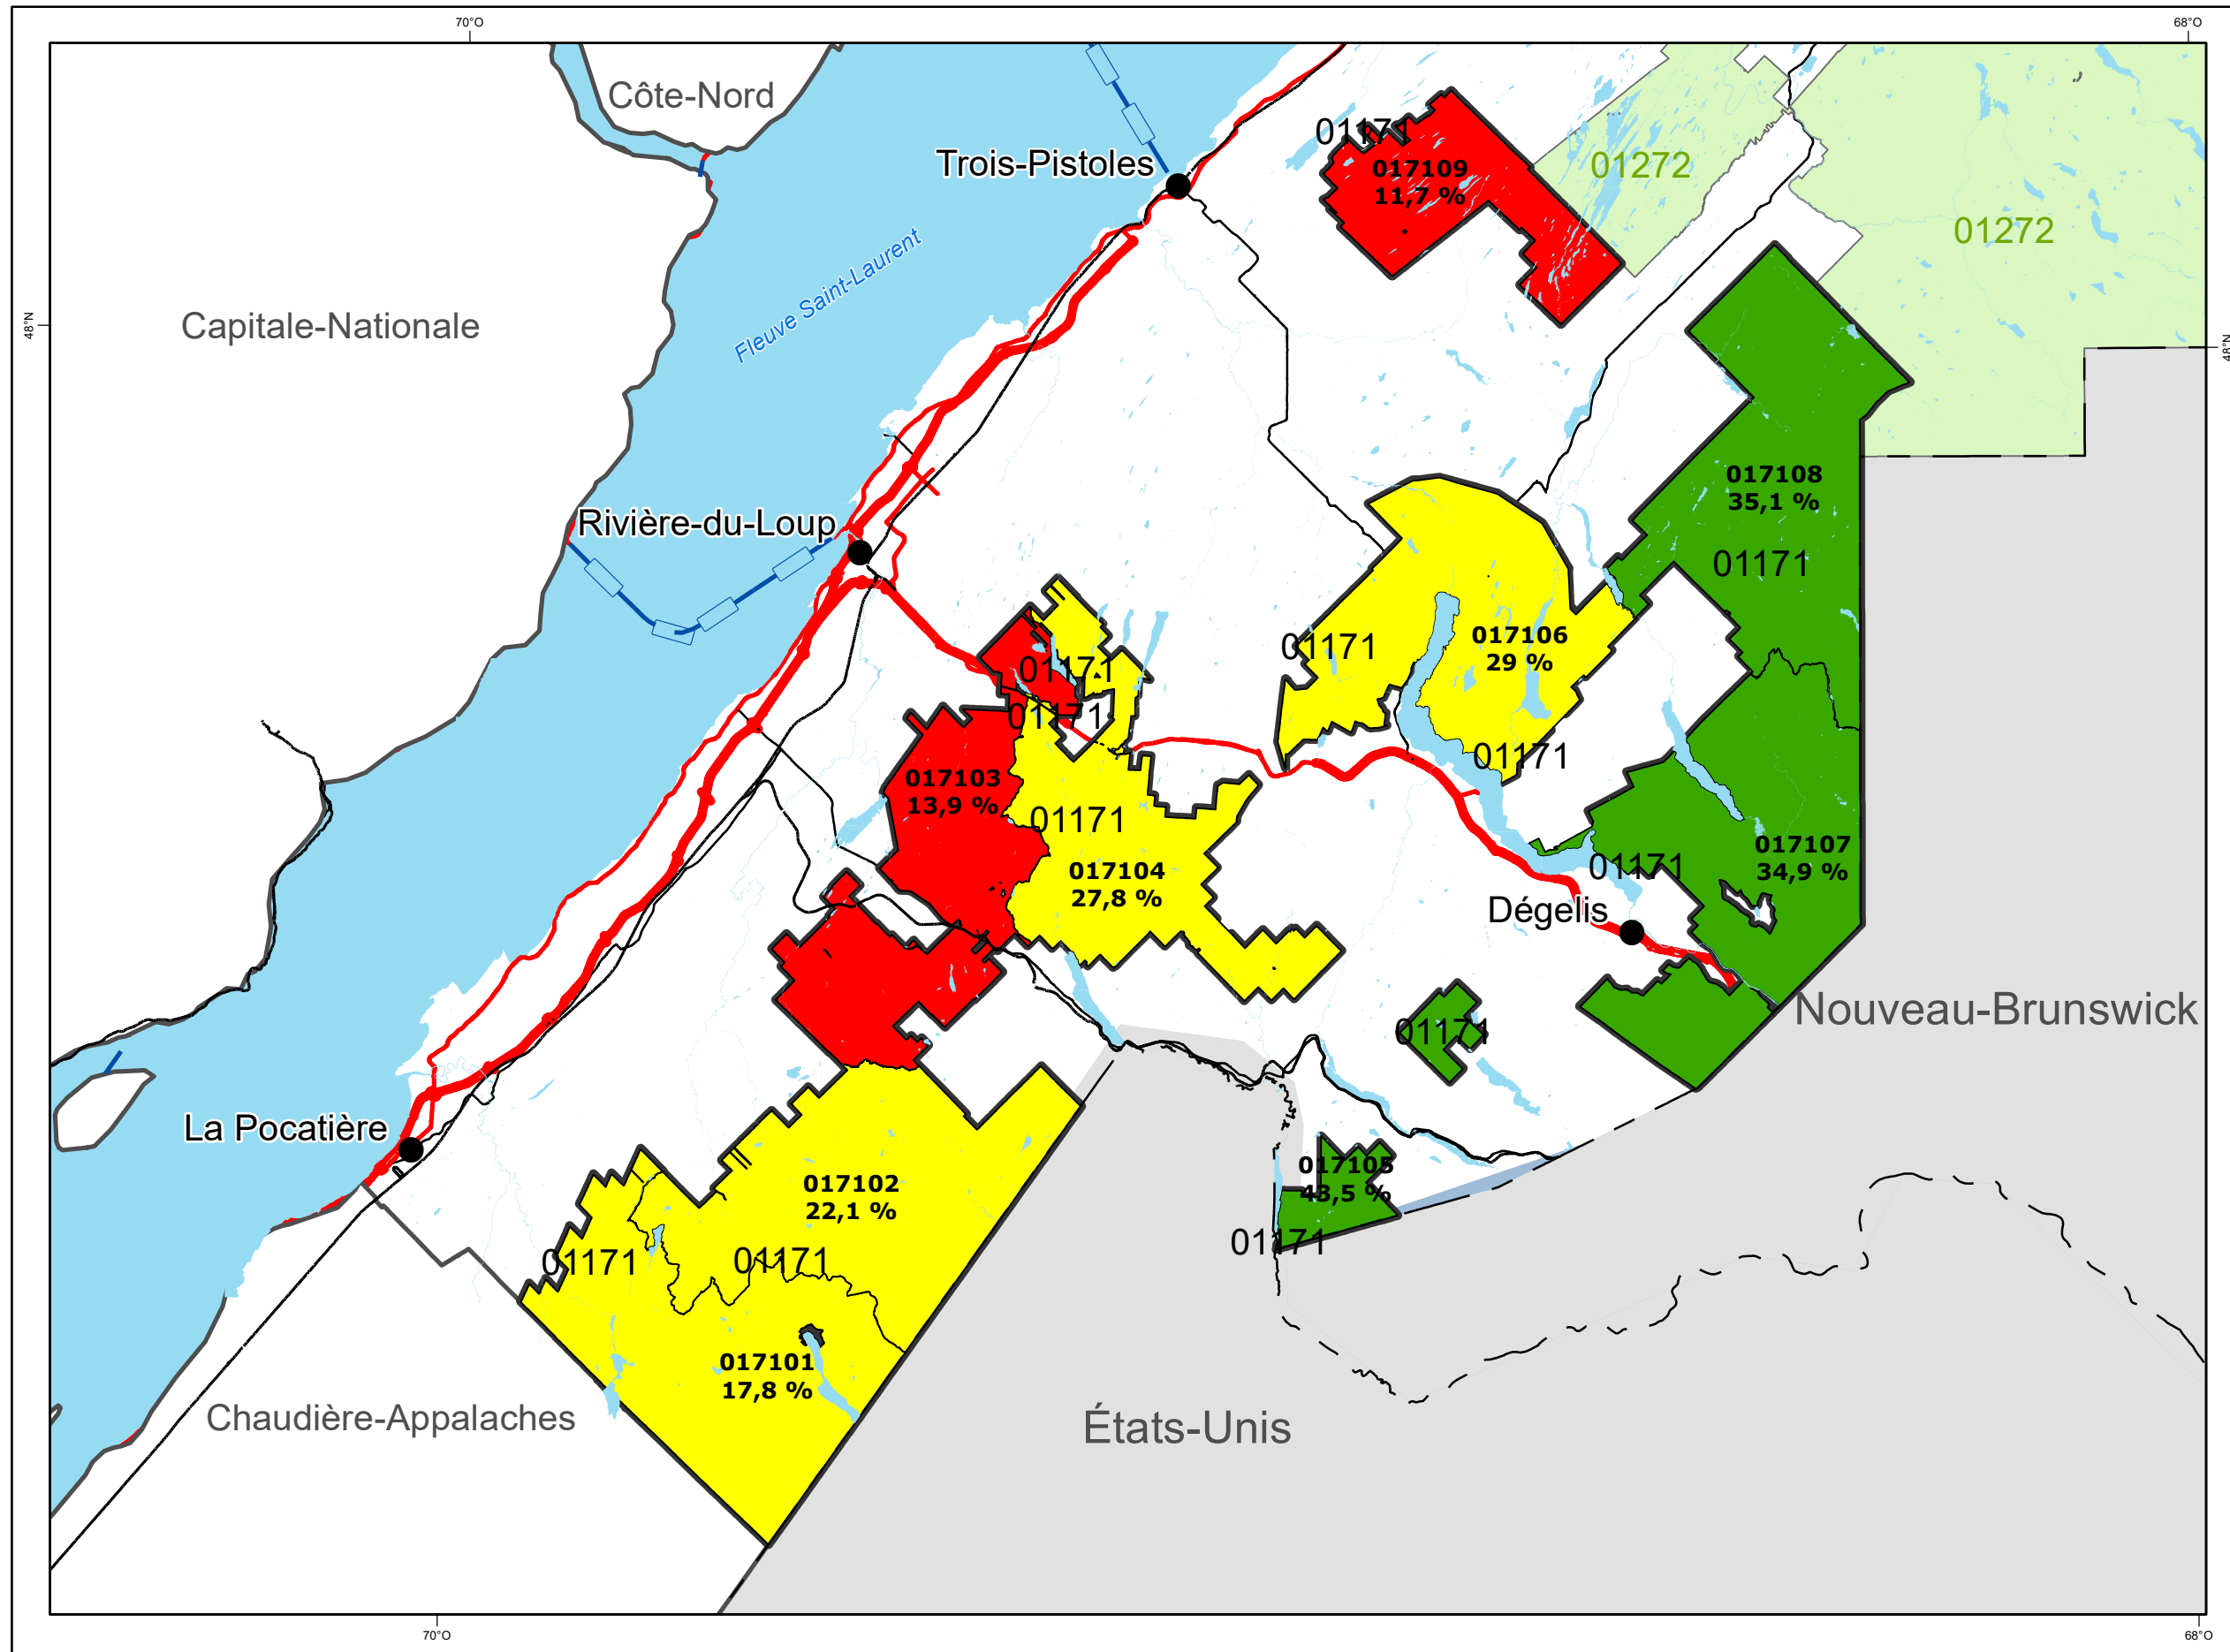 70°O
68°O
Côte-Nord
01171
Trois-Pistoles
017109
11,7 %
01272
01272
Fleuve Saint-Laurent
Capitale-Nationale
48°N
48°N
017108
35,1 %
Rivière-du-Loup
01171
01171
017106
29 %
01171
01171
01171
017103
13,9 %
01171
017104
27,8 %
017107
34,9 %
01171
Dégelis
Nouveau-Brunswick
01171
La Pocatière
017105
43,5 %
017102
22,1 %
01171
01171
01171
017101
17,8 %
Chaudière-Appalaches
États-Unis
70°O
68°O